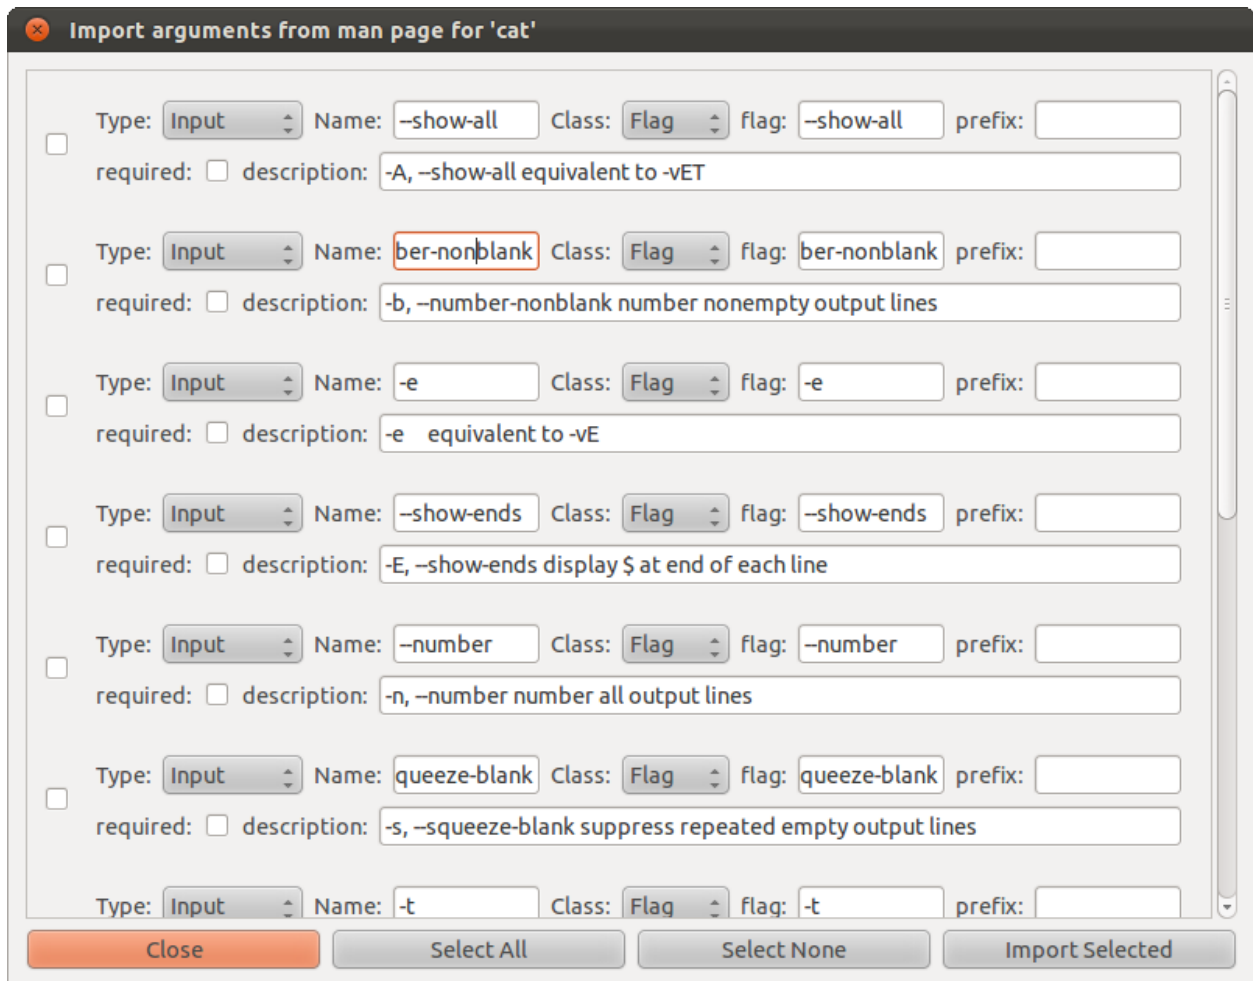 Import arguments from man page for 'cat'
Type: Input Name: --show-all Class: Flag flag: --show-all prefix:
required: description: -A, --show-all equivalent to -vET
Type: Input Name: ber-nonblank Class: Flag flag: ber-nonblank prefix:
required: description: -b, --number-nonblank number nonempty output lines
Type: Input Name: -e Class: Flag flag: -e prefix:
required: description: -e equivalent to -vE
Type: Input Name: --show-ends Class: Flag flag: --show-ends prefix:
required: description: -E, --show-ends display $ at end of each line
Type: Input Name: --number Class: Flag flag: --number prefix:
required: description: -n, --number number all output lines
Type: Input Name: queeze-blank Class: Flag flag: queeze-blank prefix:
required: description: -s, --squeeze-blank suppress repeated empty output lines
Type: Input Name: -t Class: Flag flag: -t prefix:
Close Select All Select None Import Selected